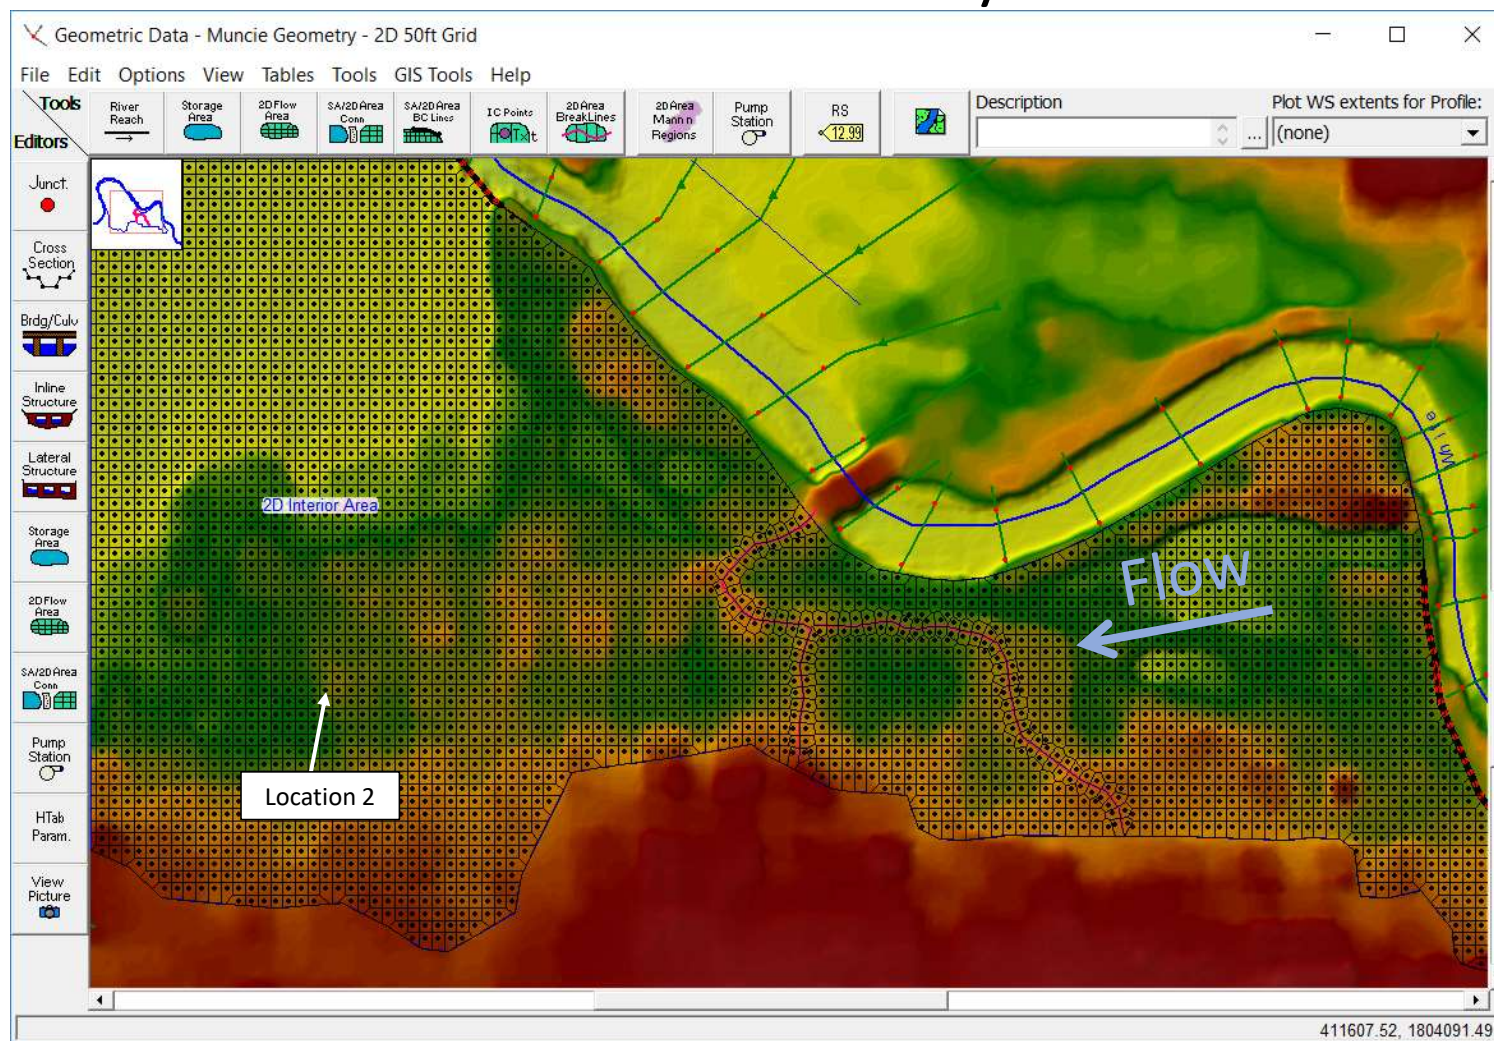 Geometric Data - Muncie Geometry - 2D 50ft Grid
File Edit Options View Tables Tools GIS Tools Help
Tools
Editors
River Reach
Storage Area
2D Flow Area
SA/2D Area Conn
SA/2D Area BC Lines
IC Points
2D Area BreakLines
2D Area Mann n Regions
Pump Station
RS
12.99
Description
...
Plot WS extents for Profile:
(none)
Junct.
Cross Section
Brdg/Culv
Inline Structure
Lateral Structure
Storage Area
2D Flow Area
SA/2D Area Conn
Pump Station
HTab Param.
View Picture
2D Interior Area
Flow
Location 2
411607.52, 1804091.49